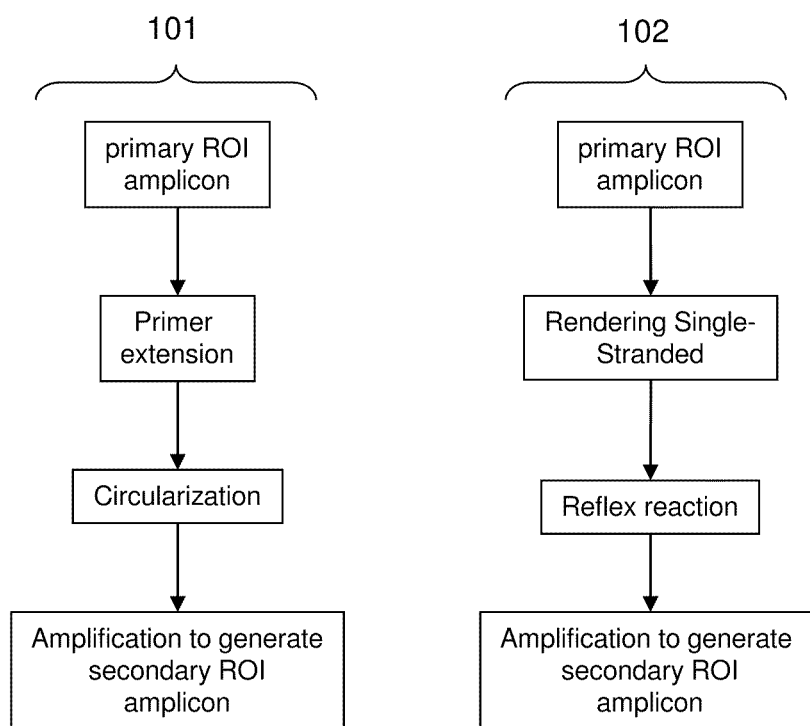 101
primary ROI
amplicon
Primer
extension
Circularization
Amplification to generate
secondary ROI
amplicon
102
primary ROI
amplicon
Rendering Single-
Stranded
Reflex reaction
Amplification to generate
secondary ROI
amplicon